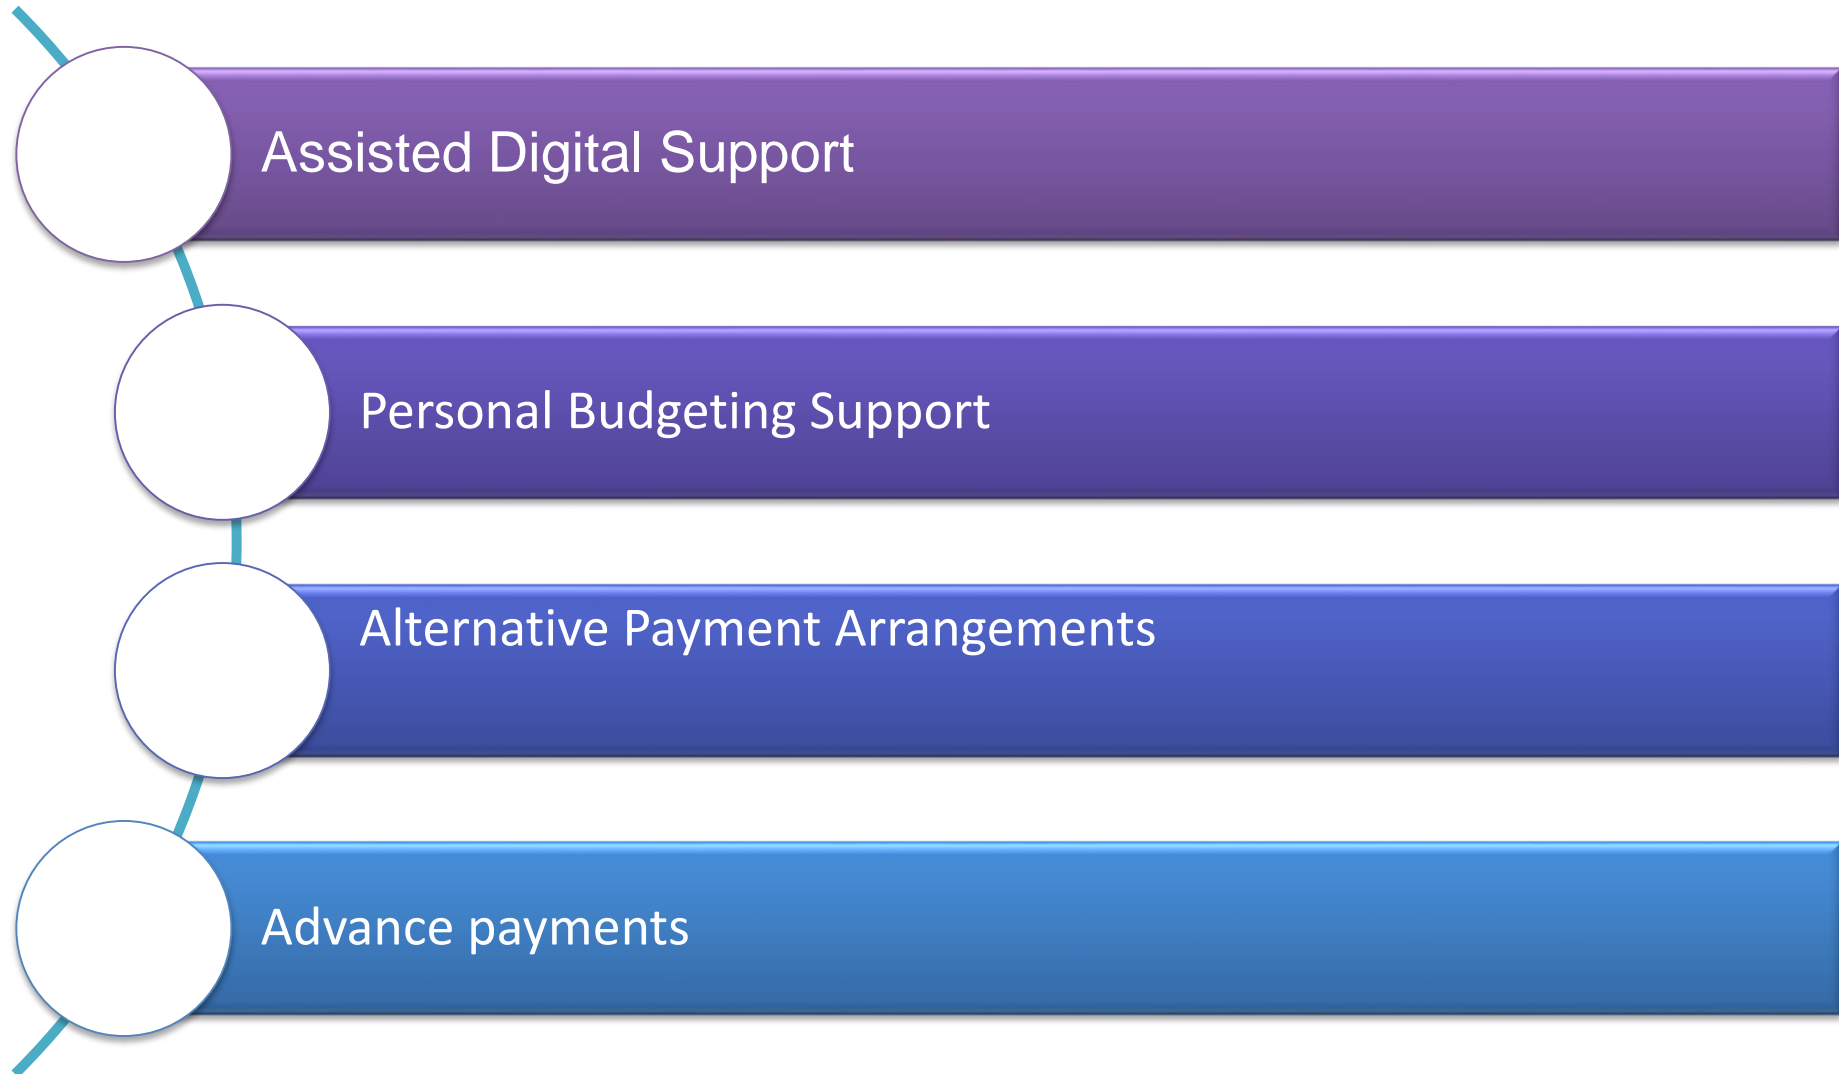 Assisted Digital Support
Personal Budgeting Support
Alternative Payment Arrangements
Advance payments